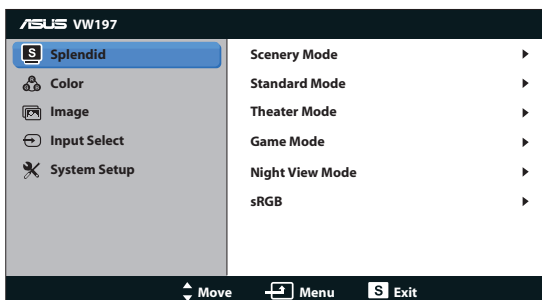 ASUS VW197
S Splendid
Color
Image
Input Select
System Setup
Scenery Mode
Standard Mode
Theater Mode
Game Mode
Night View Mode
sRGB
Move Menu S Exit